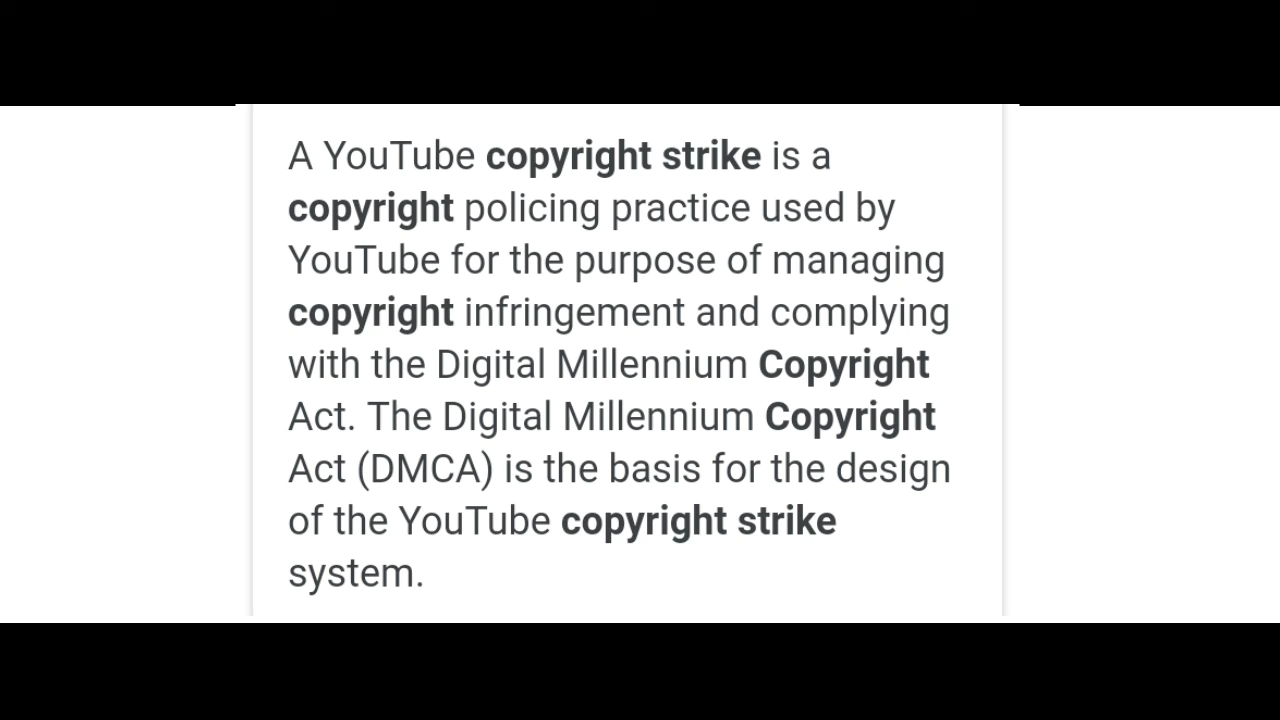 A YouTube copyright strike is a
copyright policing practice used by
YouTube for the purpose of managing
copyright infringement and complying
with the Digital Millennium Copyright
Act. The Digital Millennium Copyright
Act (DMCA) is the basis for the design
of the YouTube copyright strike
system.